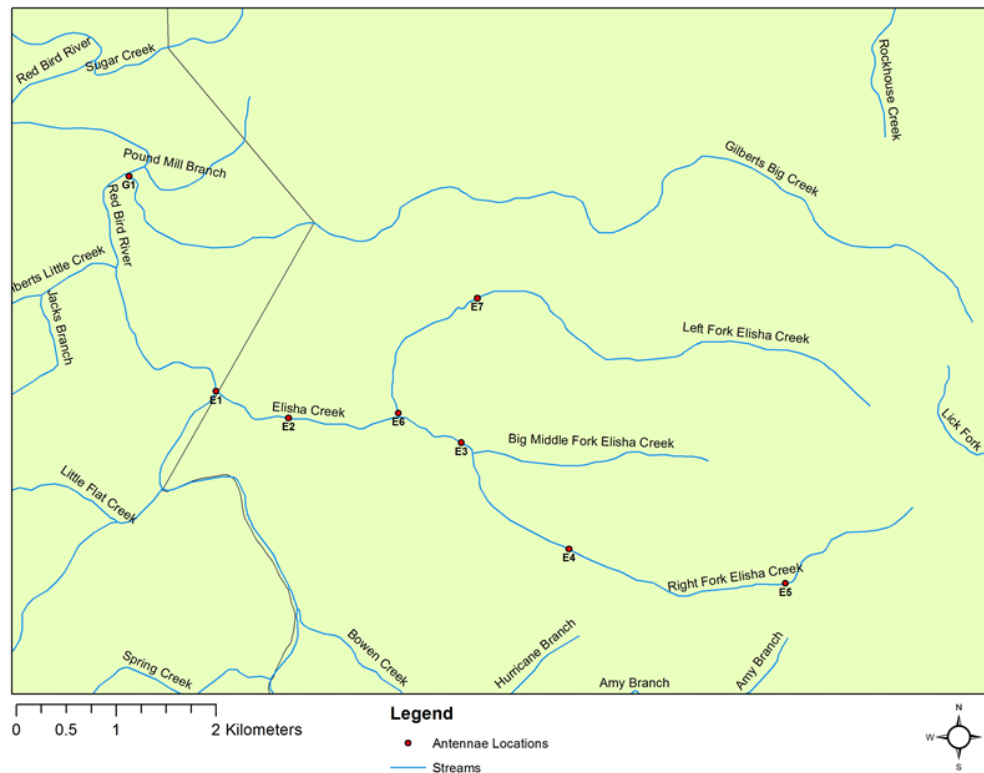 Red Bird River
Sugar Creek
Rockhouse Creek
Pound Mill Branch
Gilberts Big Creek
G1
Red Bird River
lberts Little Creek
Jacks Branch
E7
Left Fork Elisha Creek
E1
Elisha Creek
E2
E6
E3
Big Middle Fork Elisha Creek
Lick Fork
Little Flat Creek
E4
Right Fork Elisha Creek
E5
Bowen Creek
Hurricane Branch
Amy Branch
Spring Creek
Amy Branch
0 0.5 1 2 Kilometers
Legend
Antennae Locations
Streams
N
W
S